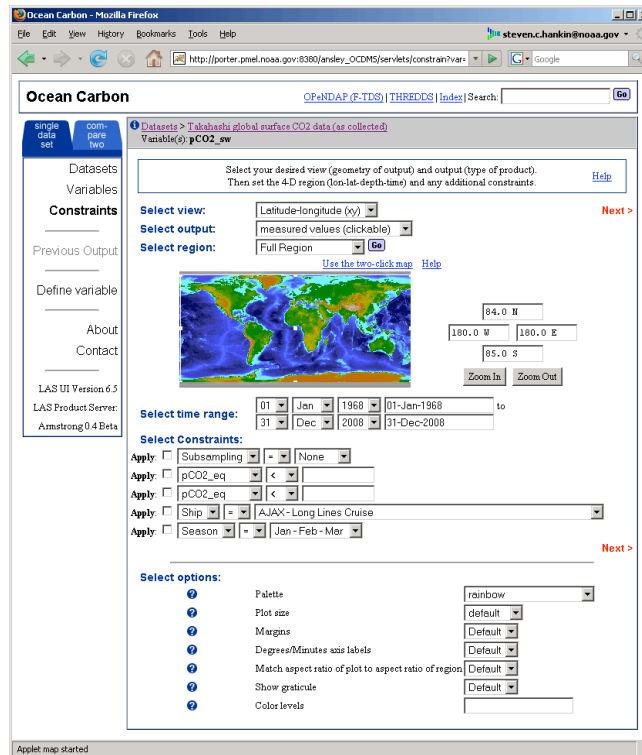 Ocean Carbon - Mozilla Firefox
File Edit View History Bookmarks Tools Help steven.c.hankin@noaa.gov
http://porter.pmel.noaa.gov:8380/ansley_OCDMS/servlets/constrain?var= Google
Ocean Carbon OPeNDAP (F-TDS) | THREDDS | Index | Search: Go
single data set
com- pare two
Datasets > Takahashi global surface CO2 data (as collected)
Variable(s): pCO2_sw
Datasets
Variables
Constraints
Previous Output
Define variable
About
Contact
LAS UI Version 6.5
LAS Product Server:
Armstrong 0.4 Beta
Select your desired view (geometry of output) and output (type of product).
Then set the 4-D region (lon-lat-depth-time) and any additional constraints.
Help
Select view: Latitude-longitude (xy) Next >
Select output: measured values (clickable)
Select region: Full Region Go
Use the two-click map Help
84.0 N
180.0 W 180.0 E
85.0 S
Zoom In Zoom Out
Select time range: 01 Jan 1968 01-Jan-1968 to
31 Dec 2008 31-Dec-2008
Select Constraints:
Apply: Subsampling = None
Apply: pCO2_eq <
Apply: pCO2_eq <
Apply: Ship = AJAX - Long Lines Cruise
Apply: Season = Jan - Feb - Mar
Next >
Select options:
? Palette rainbow
? Plot size default
? Margins Default
? Degrees/Minutes axis labels Default
? Match aspect ratio of plot to aspect ratio of region Default
? Show graticule Default
? Color levels
Applet map started